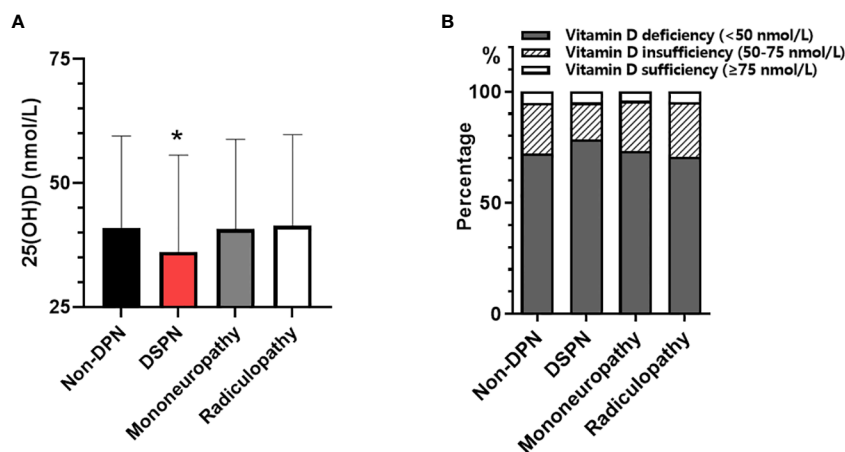 A
75
50
25
25(OH)D (nmol/L)
*
Non-DPN
DSPN
Mononeuropathy
Radiculopathy
B
Vitamin D deficiency (<50 nmol/L)
Vitamin D insufficiency (50-75 nmol/L)
Vitamin D sufficiency (≥75 nmol/L)
%
100
50
0
Percentage
Non-DPN
DSPN
Mononeuropathy
Radiculopathy